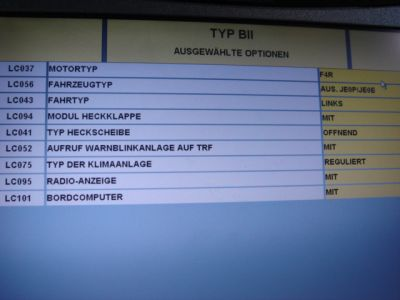 TYP BII
AUSGEWÄHLTE OPTIONEN
LC037 MOTORTYP F4R
LC056 FAHRZEUGTYP AUS. JE0P/JE0E
LC043 FAHRTYP LINKS
LC094 MODUL HECKKLAPPE MIT
LC041 TYP HECKSCHEIBE OFFNEND
LC052 AUFRUF WARNBLINKANLAGE AUF TRF MIT
LC075 TYP DER KLIMAANLAGE REGULIERT
LC095 RADIO-ANZEIGE MIT
LC101 BORDCOMPUTER MIT